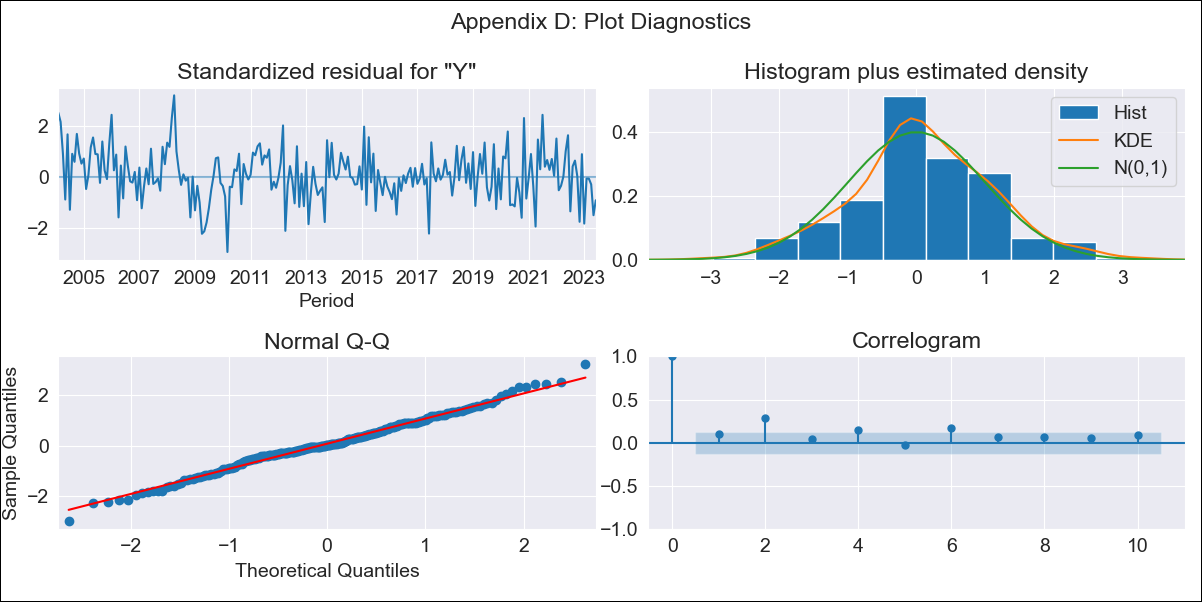 Appendix D: Plot Diagnostics
Standardized residual for "Y"
2
0
−2
2005 2007 2009 2011 2013 2015 2017 2019 2021 2023
Period
Histogram plus estimated density
0.4
0.2
0.0
Hist
KDE
N(0,1)
−3 −2 −1 0 1 2 3
Normal Q-Q
Sample Quantiles
2
0
−2
−2 −1 0 1 2
Theoretical Quantiles
Correlogram
1.0
0.5
0.0
−0.5
−1.0
0 2 4 6 8 10